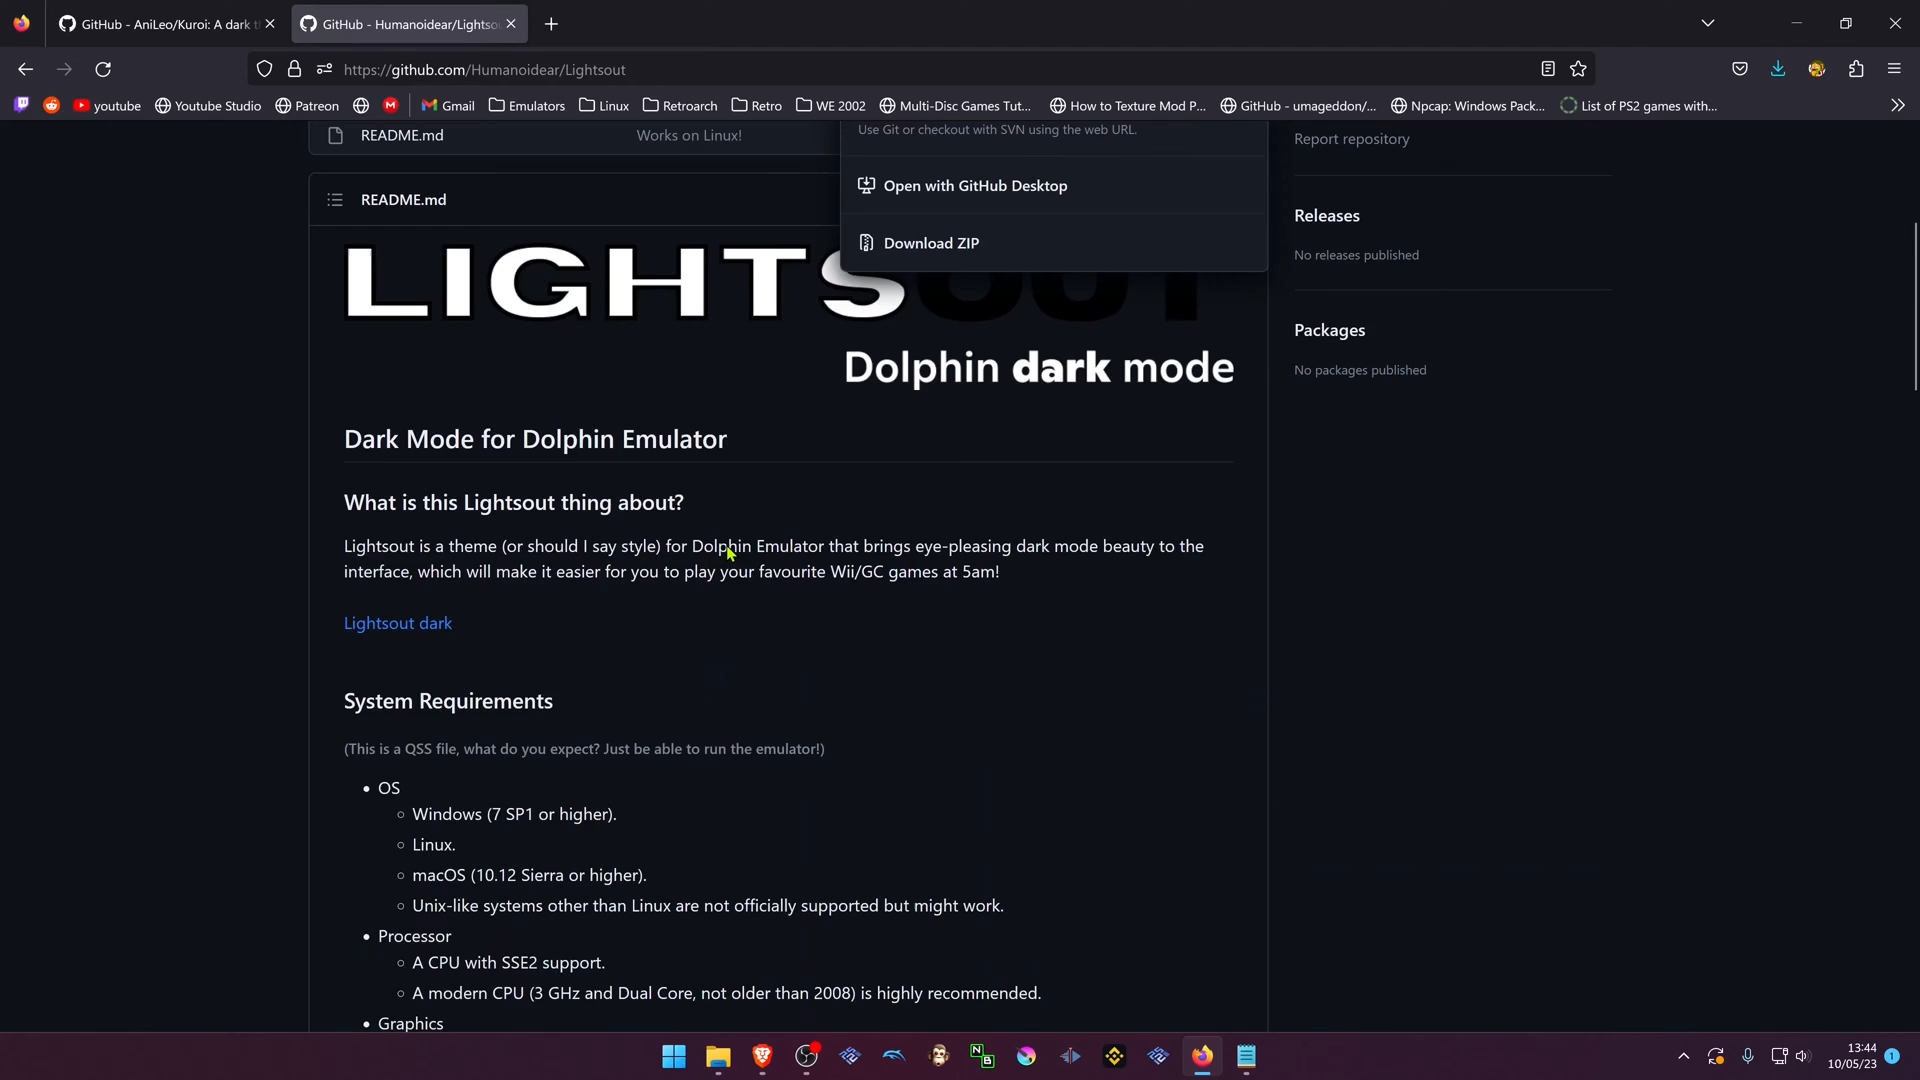 GitHub - AniLeo/Kuroi: A dark t
GitHub - Humanoidear/Lightsou
https://github.com/Humanoidear/Lightsout
youtube
Youtube Studio
Patreon
M
Gmail
Emulators
Linux
Retroarch
Retro
WE 2002
Multi-Disc Games Tut...
How to Texture Mod P...
GitHub - umageddon/...
Npcap: Windows Pack...
List of PS2 games with...
README.md
Works on Linux!
Use Git or checkout with SVN using the web URL.
Open with GitHub Desktop
Download ZIP
Report repository
README.md
Releases
No releases published
Packages
No packages published
LIGHTSOUT
Dolphin dark mode
Dark Mode for Dolphin Emulator
What is this Lightsout thing about?
Lightsout is a theme (or should I say style) for Dolphin Emulator that brings eye-pleasing dark mode beauty to the
interface, which will make it easier for you to play your favourite Wii/GC games at 5am!
Lightsout dark
System Requirements
(This is a QSS file, what do you expect? Just be able to run the emulator!)
OS
Windows (7 SP1 or higher).
Linux.
macOS (10.12 Sierra or higher).
Unix-like systems other than Linux are not officially supported but might work.
Processor
A CPU with SSE2 support.
A modern CPU (3 GHz and Dual Core, not older than 2008) is highly recommended.
Graphics
N
B
13:44
10/05/23
1